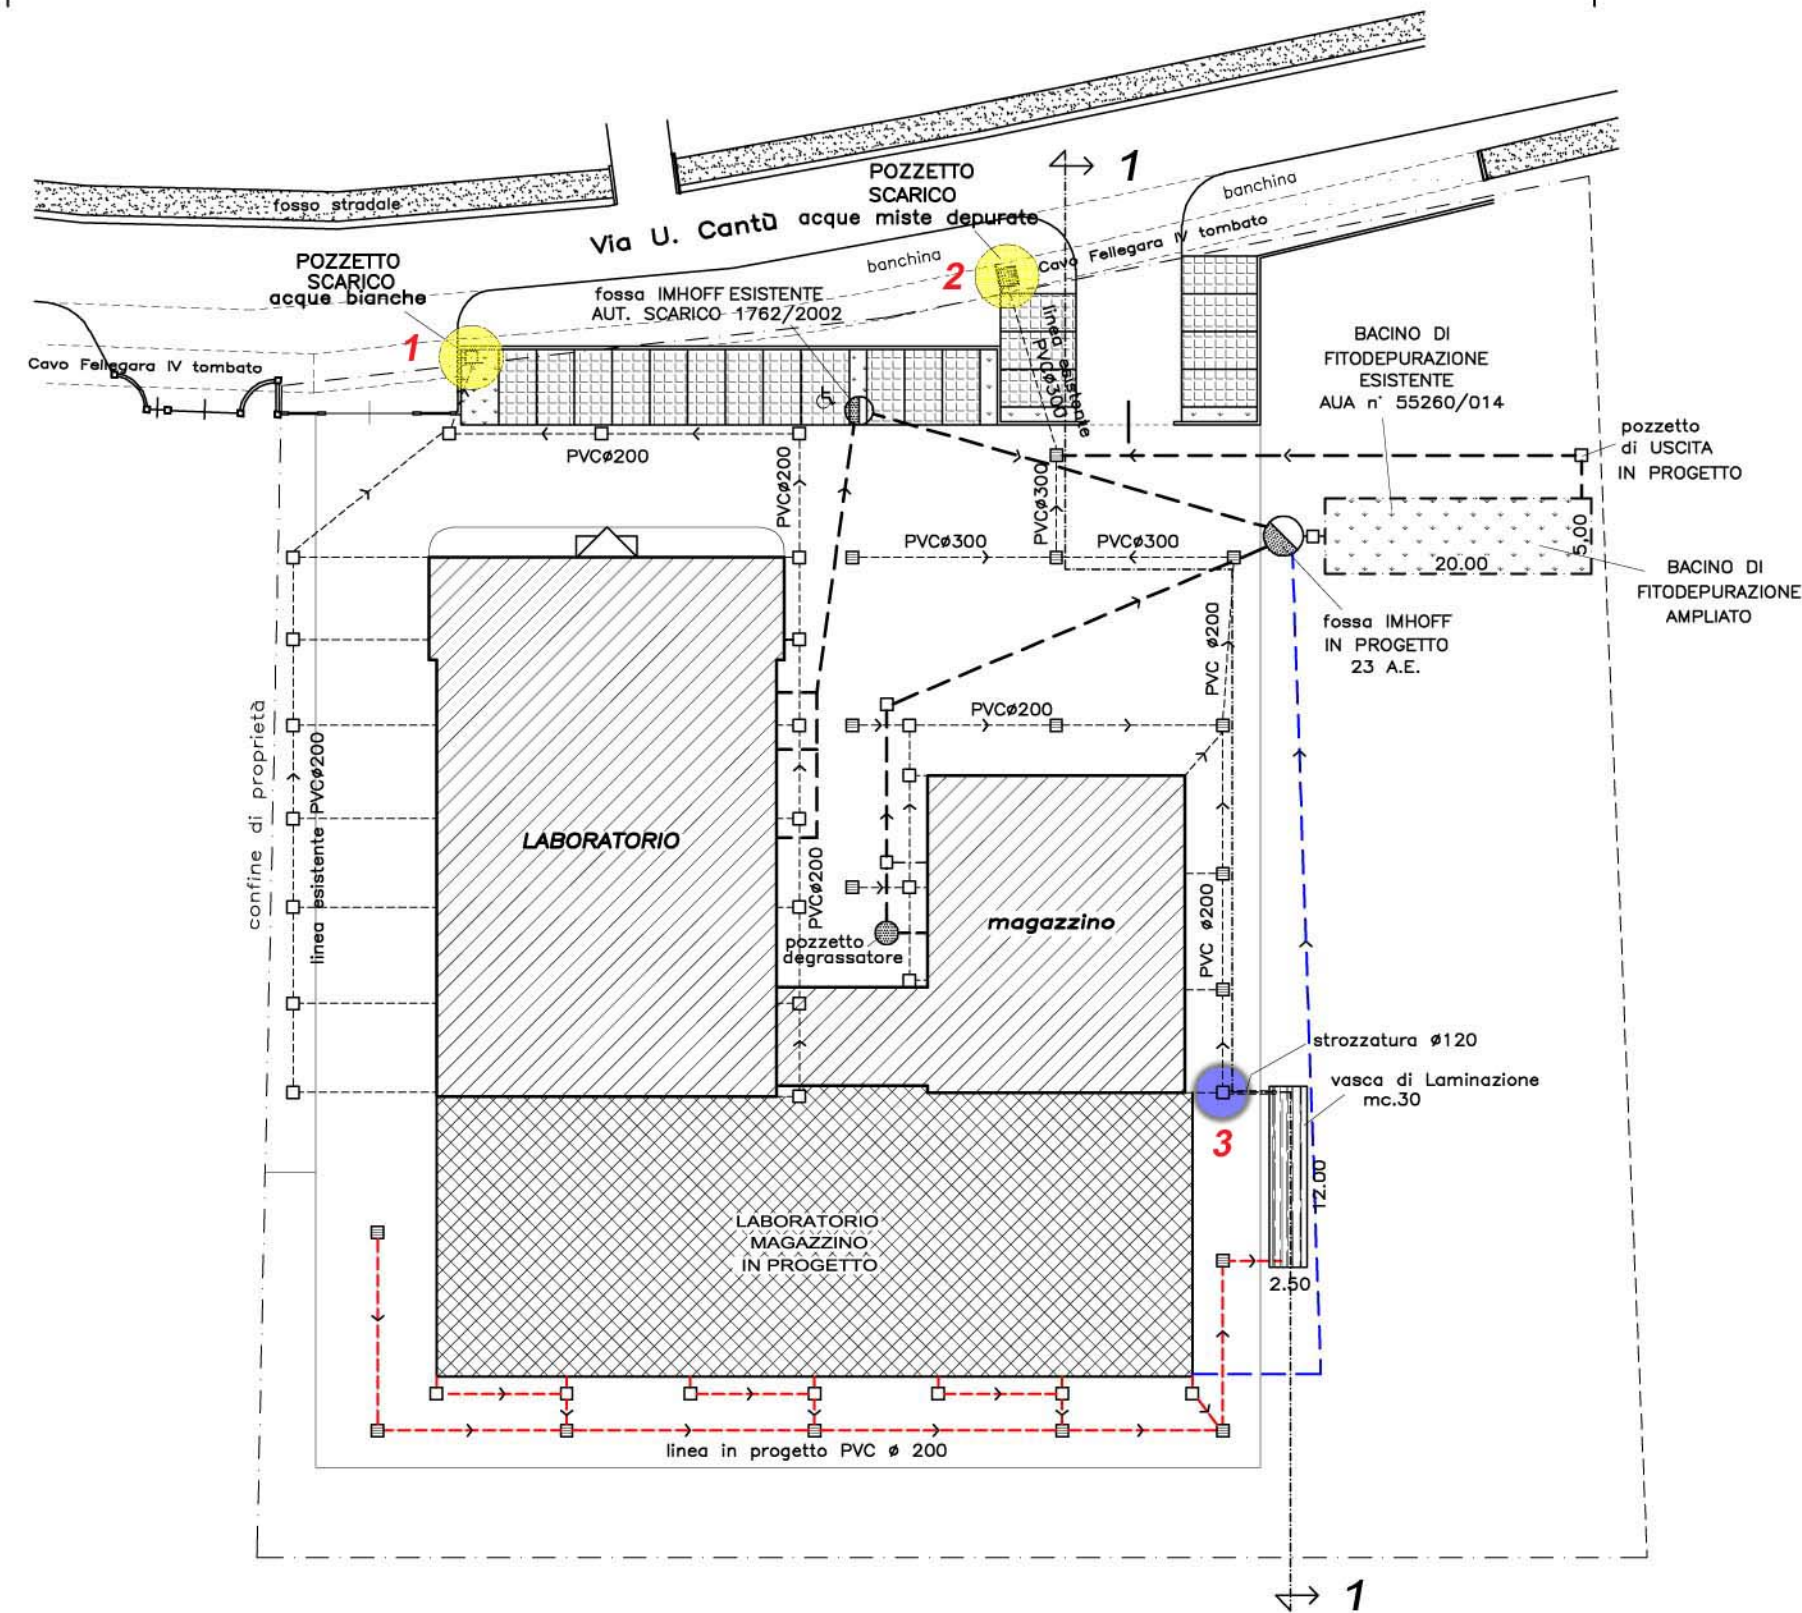 fosso stradale
Via U. Cantù
POZZETTO
SCARICO
acque miste depurate
1
banchina
Cavo Fellegara IV tombato
banchina
2
POZZETTO
SCARICO
acque bianche
1
fossa IMHOFF ESISTENTE
AUT. SCARICO 1762/2002
Cavo Fellegara IV tombato
linea esistente
PVCø300
BACINO DI
FITODEPURAZIONE
ESISTENTE
AUA n° 55260/014
pozzetto
di USCITA
IN PROGETTO
PVCø200
PVCø200
PVCø300
PVCø300
PVCø300
5,00
20.00
BACINO DI
FITODEPURAZIONE
AMPLIATO
fossa IMHOFF
IN PROGETTO
23 A.E.
PVC ø200
PVCø200
confine di proprietà
linea esistente PVCø200
LABORATORIO
PVCø200
pozzetto
degrassatore
magazzino
PVC ø200
strozzatura ø120
vasca di Laminazione
mc.30
3
12.00
2.50
LABORATORIO
MAGAZZINO
IN PROGETTO
linea in progetto PVC ø 200
1